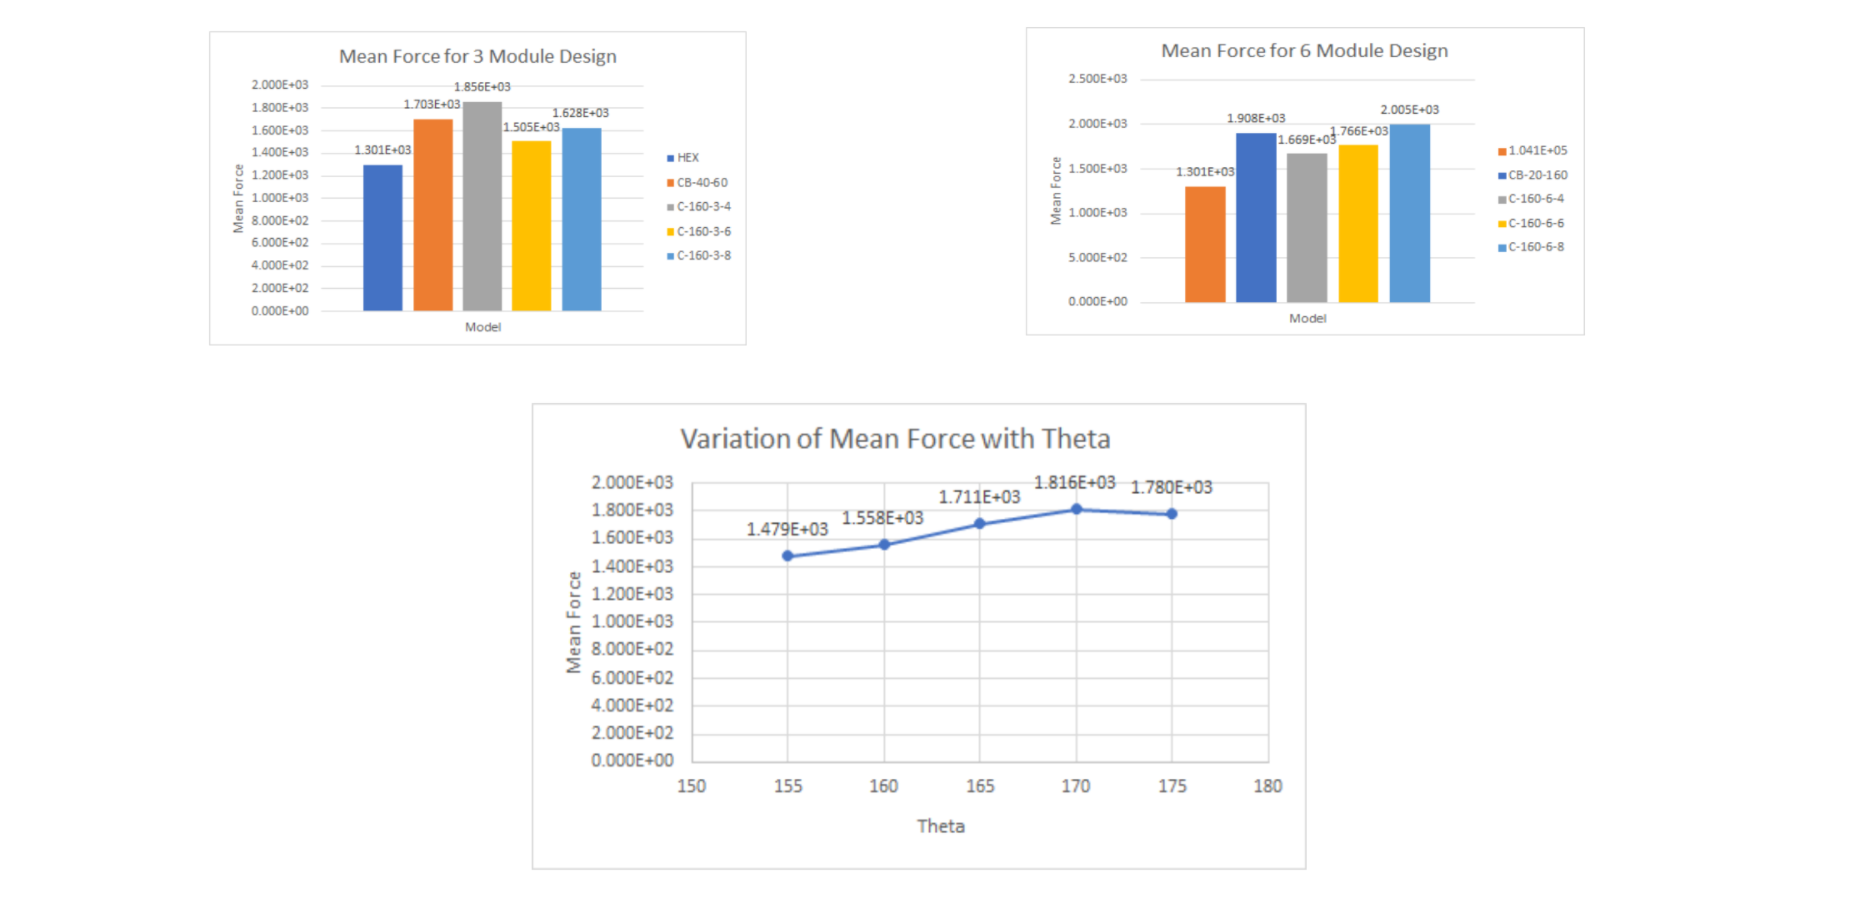 Mean Force for 3 Module Design
2.000E+03
1.800E+03
1.600E+03
1.400E+03
1.200E+03
1.000E+03
8.000E+02
6.000E+02
4.000E+02
2.000E+02
0.000E+00
Mean Force
1.301E+03
1.703E+03
1.856E+03
1.505E+03
1.628E+03
Model
HEX
CB-40-60
C-160-3-4
C-160-3-6
C-160-3-8
Mean Force for 6 Module Design
2.500E+03
2.000E+03
1.500E+03
1.000E+03
5.000E+02
0.000E+00
Mean Force
1.301E+03
1.908E+03
1.669E+03
1.766E+03
2.005E+03
Model
1.041E+05
CB-20-160
C-160-6-4
C-160-6-6
C-160-6-8
Variation of Mean Force with Theta
2.000E+03
1.800E+03
1.600E+03
1.400E+03
1.200E+03
1.000E+03
8.000E+02
6.000E+02
4.000E+02
2.000E+02
0.000E+00
Mean Force
1.479E+03
1.558E+03
1.711E+03
1.816E+03
1.780E+03
150 155 160 165 170 175 180
Theta